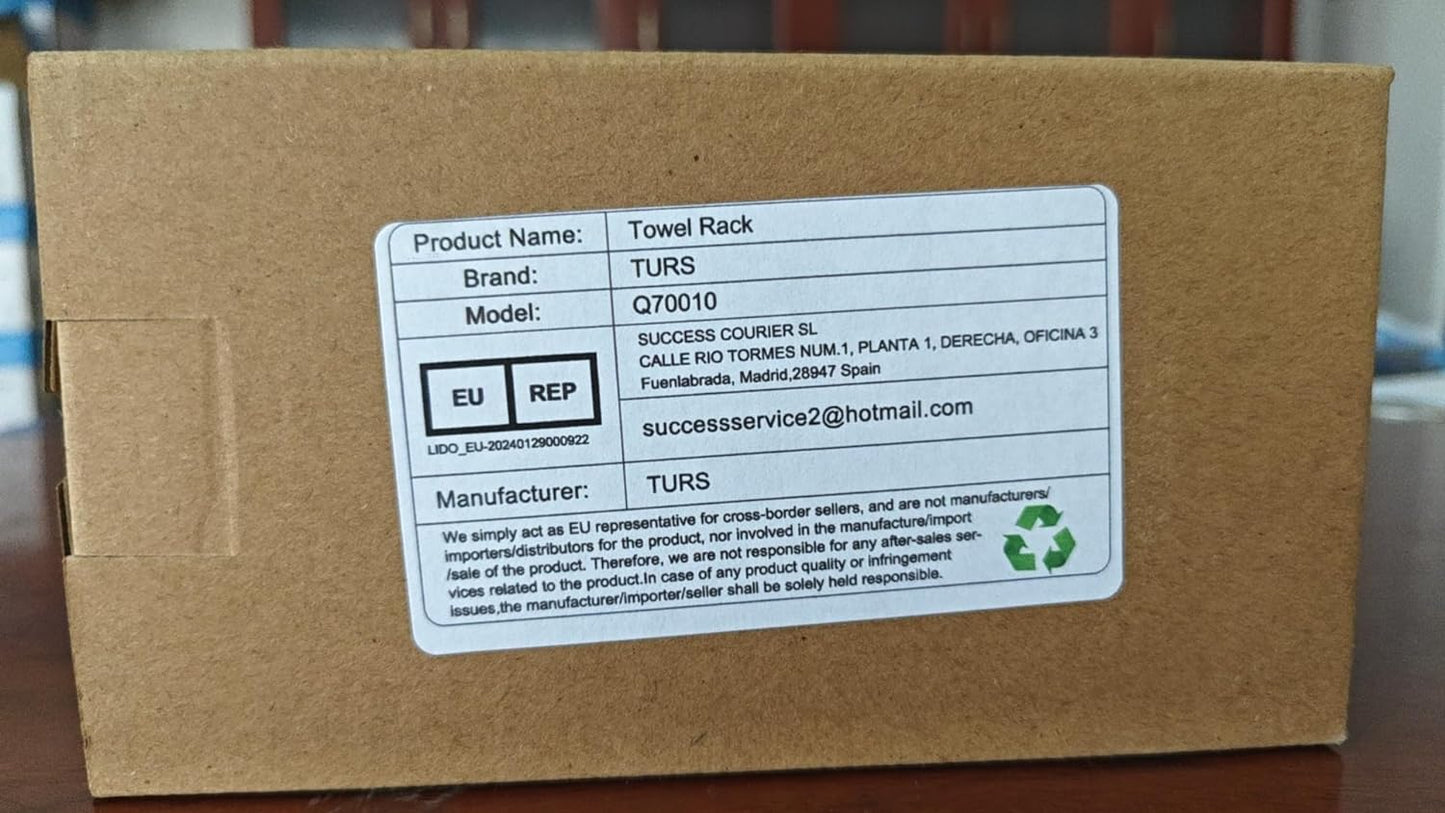 Product Name: Towel Rack
Brand: TURS
Model: Q70010
EU REP
LIDO_EU-20240129000922
SUCCESS COURIER SL
CALLE RIO TORMES NUM.1, PLANTA 1, DERECHA, OFICINA 3
Fuenlabrada, Madrid,28947 Spain
successservice2@hotmail.com
Manufacturer: TURS
We simply act as EU representative for cross-border sellers, and are not manufacturers/
importers/distributors for the product, nor involved in the manufacture/import
/sale of the product. Therefore, we are not responsible for any after-sales ser-
vices related to the product.In case of any product quality or infringement
issues,the manufacturer/importer/seller shall be solely held responsible.